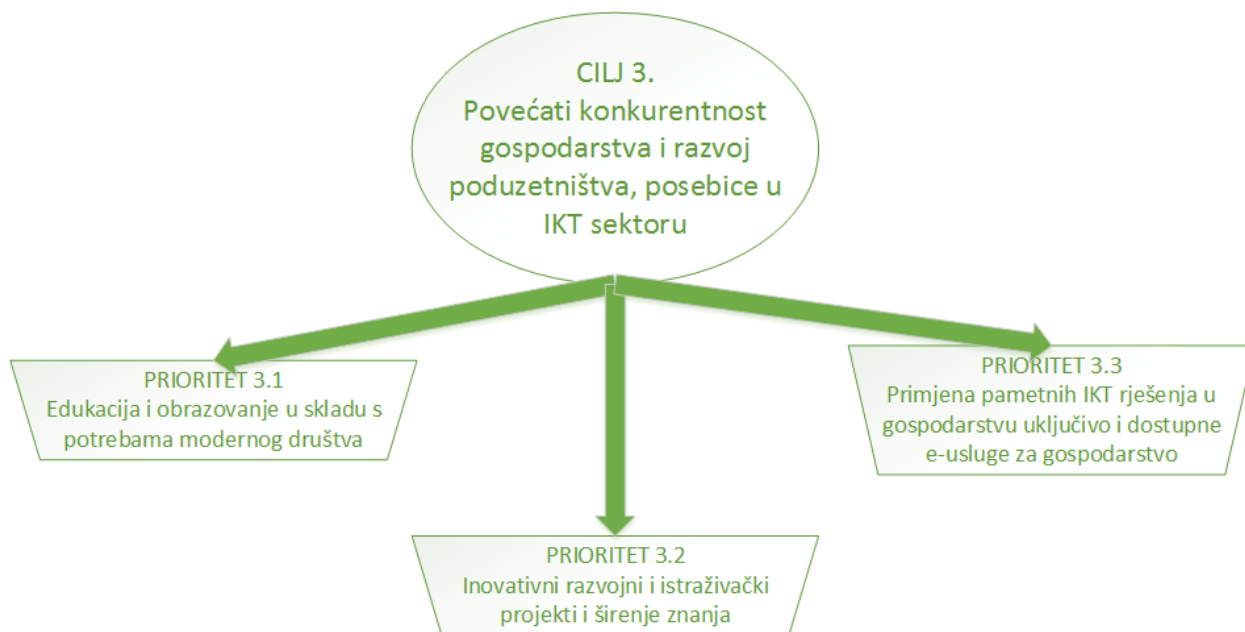 CILJ 3.
Povećati konkurentnost
gospodarstva i razvoj
poduzetništva, posebice u
IKT sektoru
PRIORITET 3.1
Edukacija i obrazovanje u skladu s
potrebama modernog društva
PRIORITET 3.2
Inovativni razvojni i istraživački
projekti i širenje znanja
PRIORITET 3.3
Primjena pametnih IKT rješenja u
gospodarstvu uključivo i dostupne
e-usluge za gospodarstvo